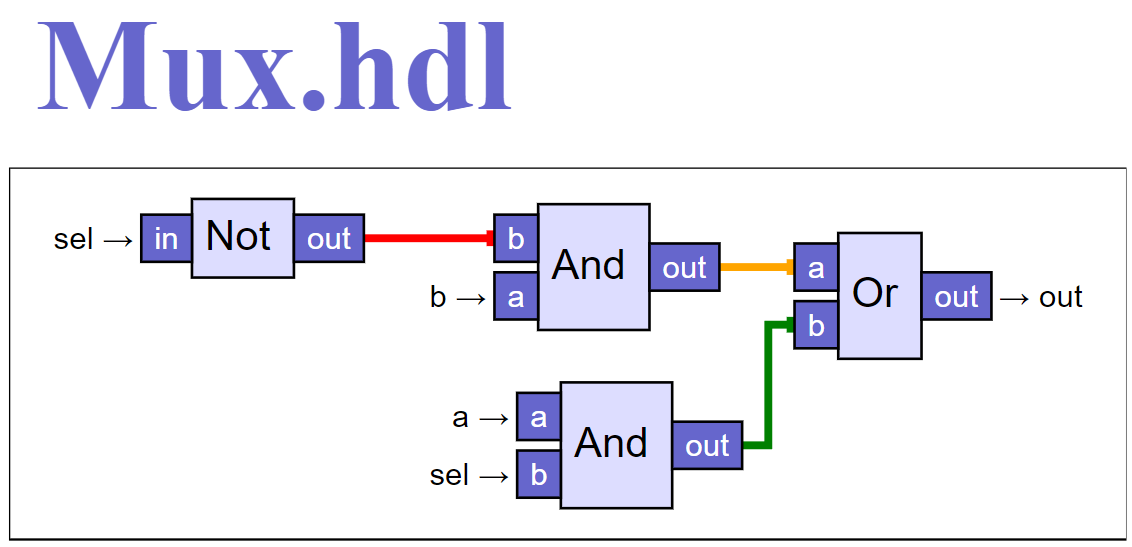 Mux.hdl
sel → in Not out b And out a Or out → out
b → a b
a → a And out
sel → b